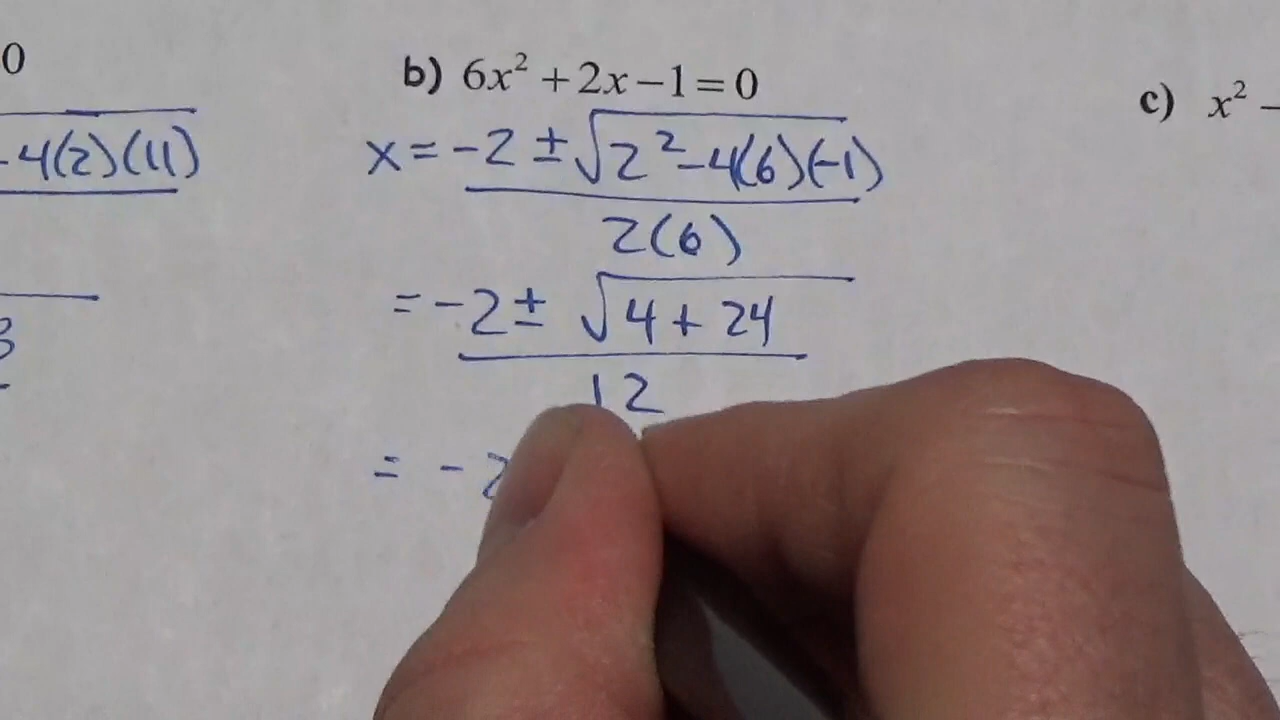 0
b) 6x² + 2x − 1 = 0
c) x² −
- 4(2)(11)
x = -2 ± √2² - 4(6)(-1)
2(6)
= -2 ± √4 + 24
3
12
= - 2